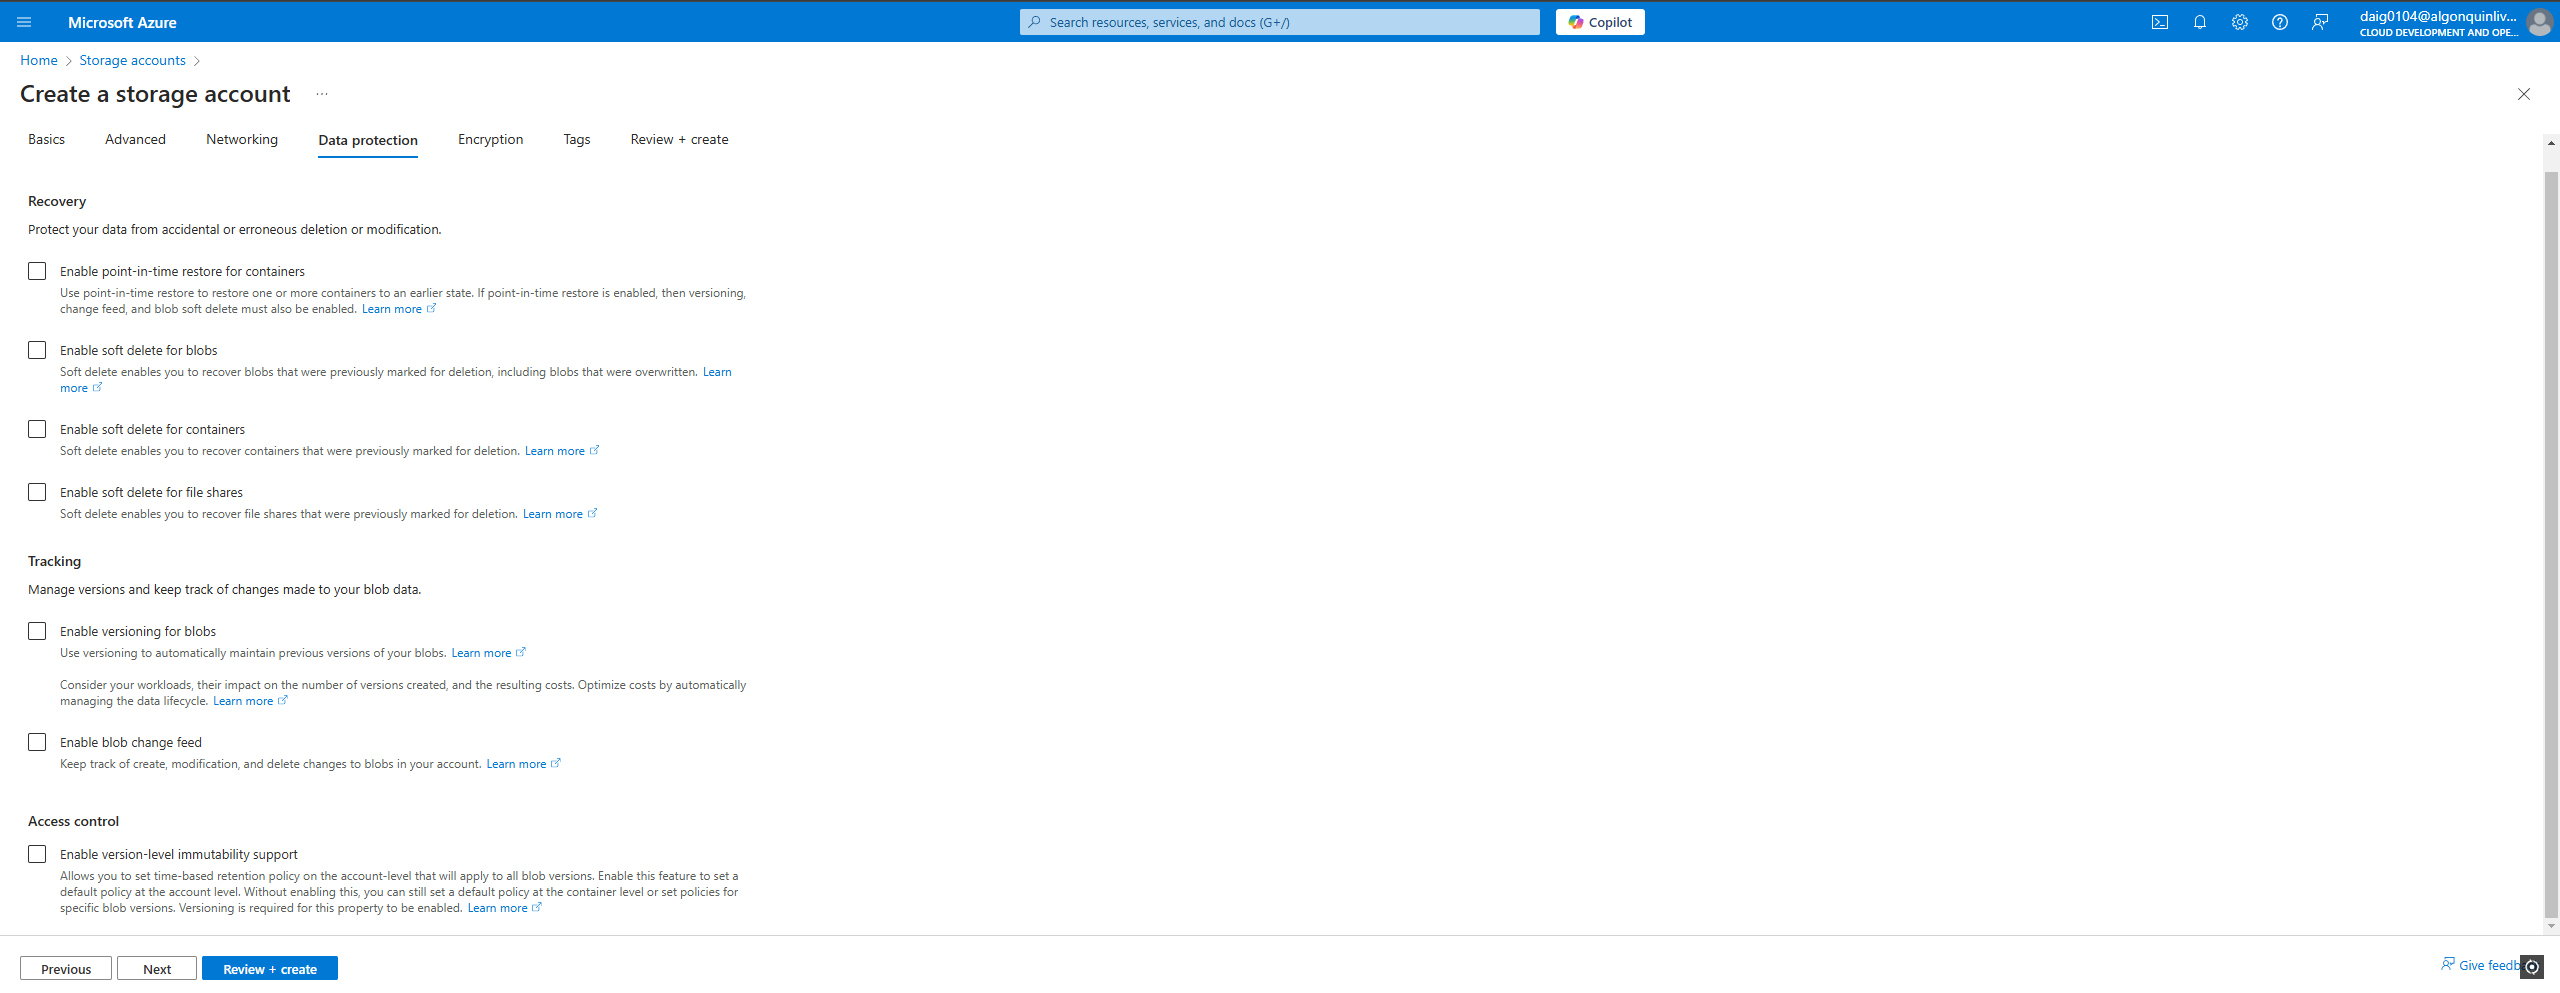 Microsoft Azure
Search resources, services, and docs (G+/)
Copilot
daig0104@algonquinliv...
CLOUD DEVELOPMENT AND OPE...
Home > Storage accounts >
Create a storage account ...
Basics
Advanced
Networking
Data protection
Encryption
Tags
Review + create
Recovery
Protect your data from accidental or erroneous deletion or modification.
Enable point-in-time restore for containers
Use point-in-time restore to restore one or more containers to an earlier state. If point-in-time restore is enabled, then versioning,
change feed, and blob soft delete must also be enabled. Learn more
Enable soft delete for blobs
Soft delete enables you to recover blobs that were previously marked for deletion, including blobs that were overwritten. Learn
more
Enable soft delete for containers
Soft delete enables you to recover containers that were previously marked for deletion. Learn more
Enable soft delete for file shares
Soft delete enables you to recover file shares that were previously marked for deletion. Learn more
Tracking
Manage versions and keep track of changes made to your blob data.
Enable versioning for blobs
Use versioning to automatically maintain previous versions of your blobs. Learn more
Consider your workloads, their impact on the number of versions created, and the resulting costs. Optimize costs by automatically
managing the data lifecycle. Learn more
Enable blob change feed
Keep track of create, modification, and delete changes to blobs in your account. Learn more
Access control
Enable version-level immutability support
Allows you to set time-based retention policy on the account-level that will apply to all blob versions. Enable this feature to set a
default policy at the account level. Without enabling this, you can still set a default policy at the container level or set policies for
specific blob versions. Versioning is required for this property to be enabled. Learn more
Previous
Next
Review + create
Give